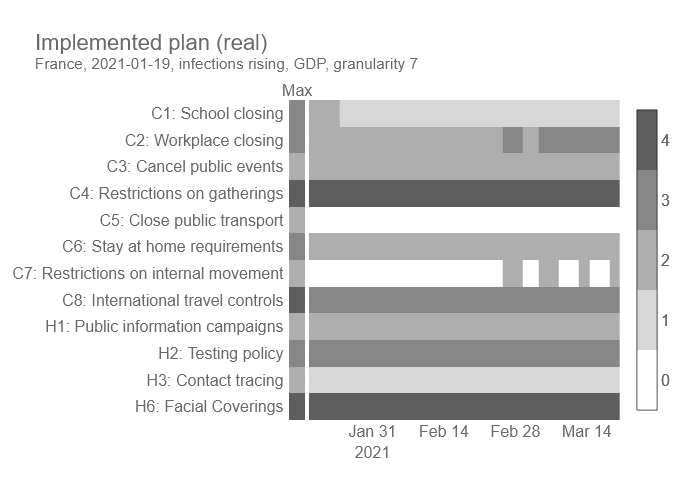 Implemented plan (real)
France, 2021-01-19, infections rising, GDP, granularity 7
Max
C1: School closing
C2: Workplace closing
C3: Cancel public events
C4: Restrictions on gatherings
C5: Close public transport
C6: Stay at home requirements
C7: Restrictions on internal movement
C8: International travel controls
H1: Public information campaigns
H2: Testing policy
H3: Contact tracing
H6: Facial Coverings
4
3
2
1
0
Jan 31 Feb 14 Feb 28 Mar 14
2021